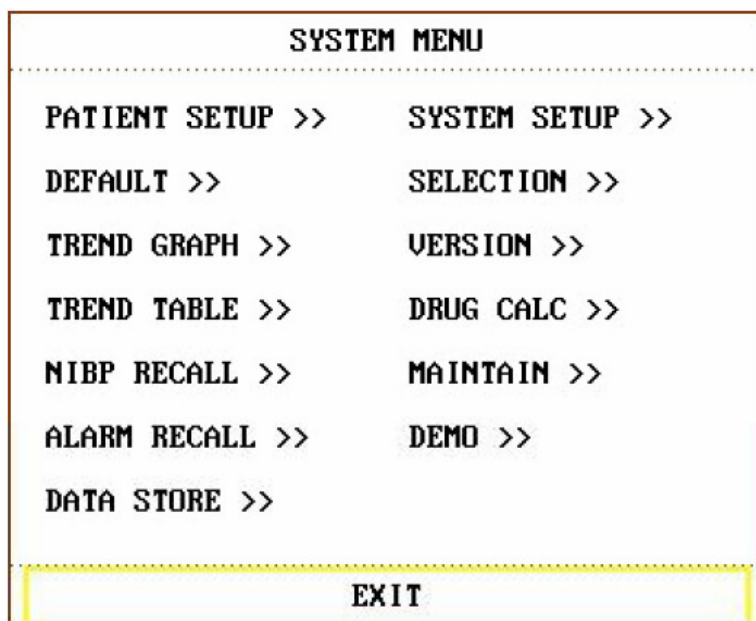 SYSTEM MENU
PATIENT SETUP >> SYSTEM SETUP >>
DEFAULT >> SELECTION >>
TREND GRAPH >> VERSION >>
TREND TABLE >> DRUG CALC >>
NIBP RECALL >> MAINTAIN >>
ALARM RECALL >> DEMO >>
DATA STORE >>
EXIT